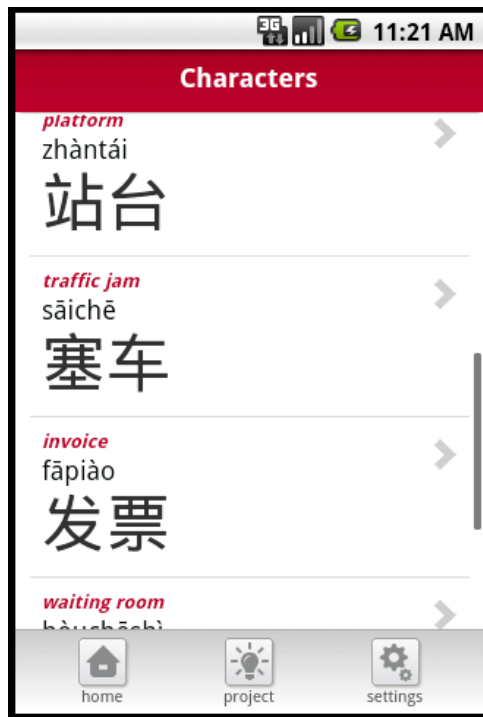 3G 11:21 AM
Characters
platform
zhàntái
站台
traffic jam
sāichē
塞车
invoice
fāpiào
发票
waiting room
hòuchēshì
home project settings